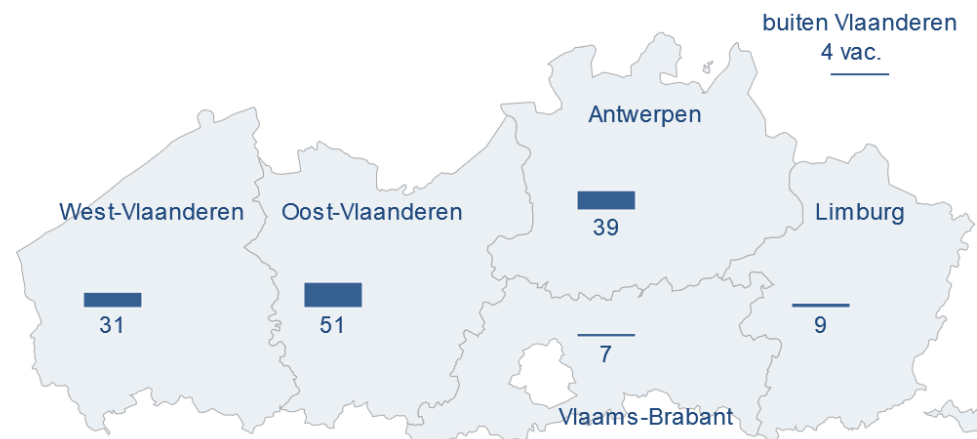 buiten Vlaanderen
4 vac.
Antwerpen
39
West-Vlaanderen
31
Oost-Vlaanderen
51
Limburg
9
7
Vlaams-Brabant